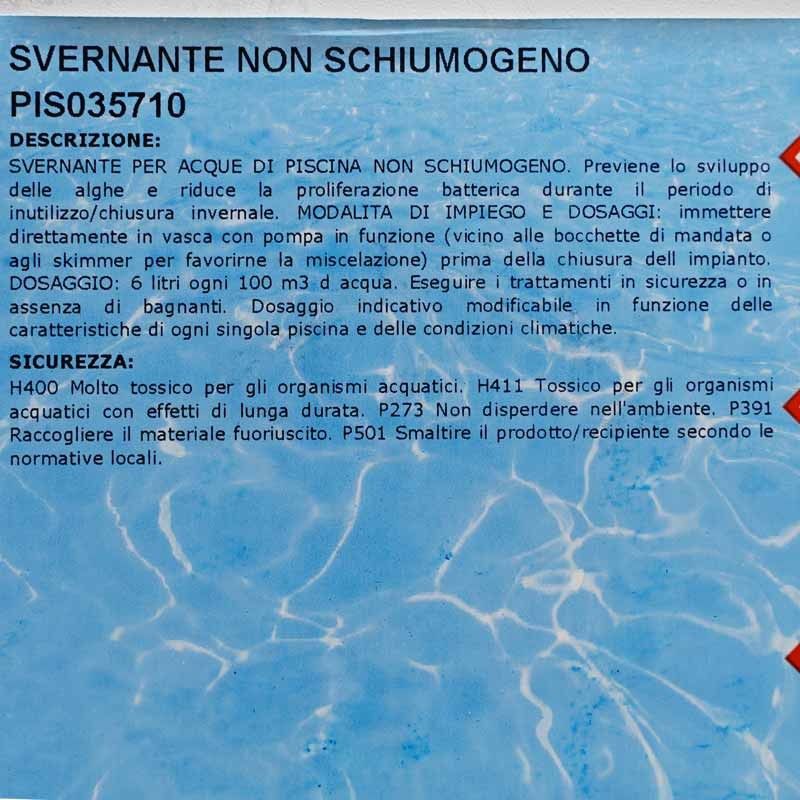 SVERNANTE NON SCHIUMOGENO
PIS035710
DESCRIZIONE:
SVERNANTE PER ACQUE DI PISCINA NON SCHIUMOGENO. Previene lo sviluppo
delle alghe e riduce la proliferazione batterica durante il periodo di
inutilizzo/chiusura invernale. MODALITA DI IMPIEGO E DOSAGGI: immettere
direttamente in vasca con pompa in funzione (vicino alle bocchette di mandata o
agli skimmer per favorirne la miscelazione) prima della chiusura dell impianto.
DOSAGGIO: 6 litri ogni 100 m3 d acqua. Eseguire i trattamenti in sicurezza o in
assenza di bagnanti. Dosaggio indicativo modificabile in funzione delle
caratteristiche di ogni singola piscina e delle condizioni climatiche.
SICUREZZA:
H400 Molto tossico per gli organismi acquatici. H411 Tossico per gli organismi
acquatici con effetti di lunga durata. P273 Non disperdere nell'ambiente. P391
Raccogliere il materiale fuoriuscito. P501 Smaltire il prodotto/recipiente secondo le
normative locali.